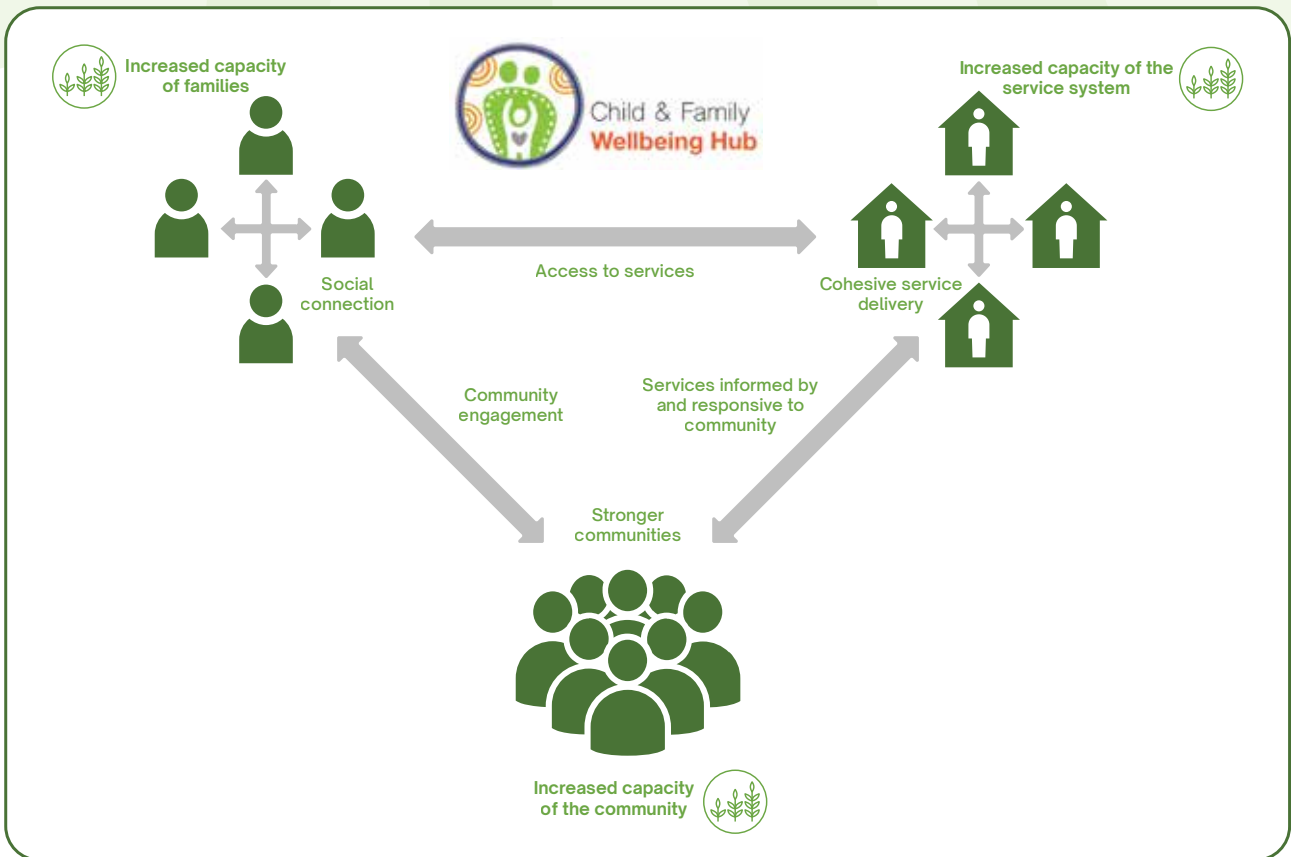 Increased capacity
of families
Child & Family
Wellbeing Hub
Increased capacity of the
service system
Social
connection
Access to services
Cohesive service
delivery
Community
engagement
Services informed by
and responsive to
community
Stronger
communities
Increased capacity
of the community